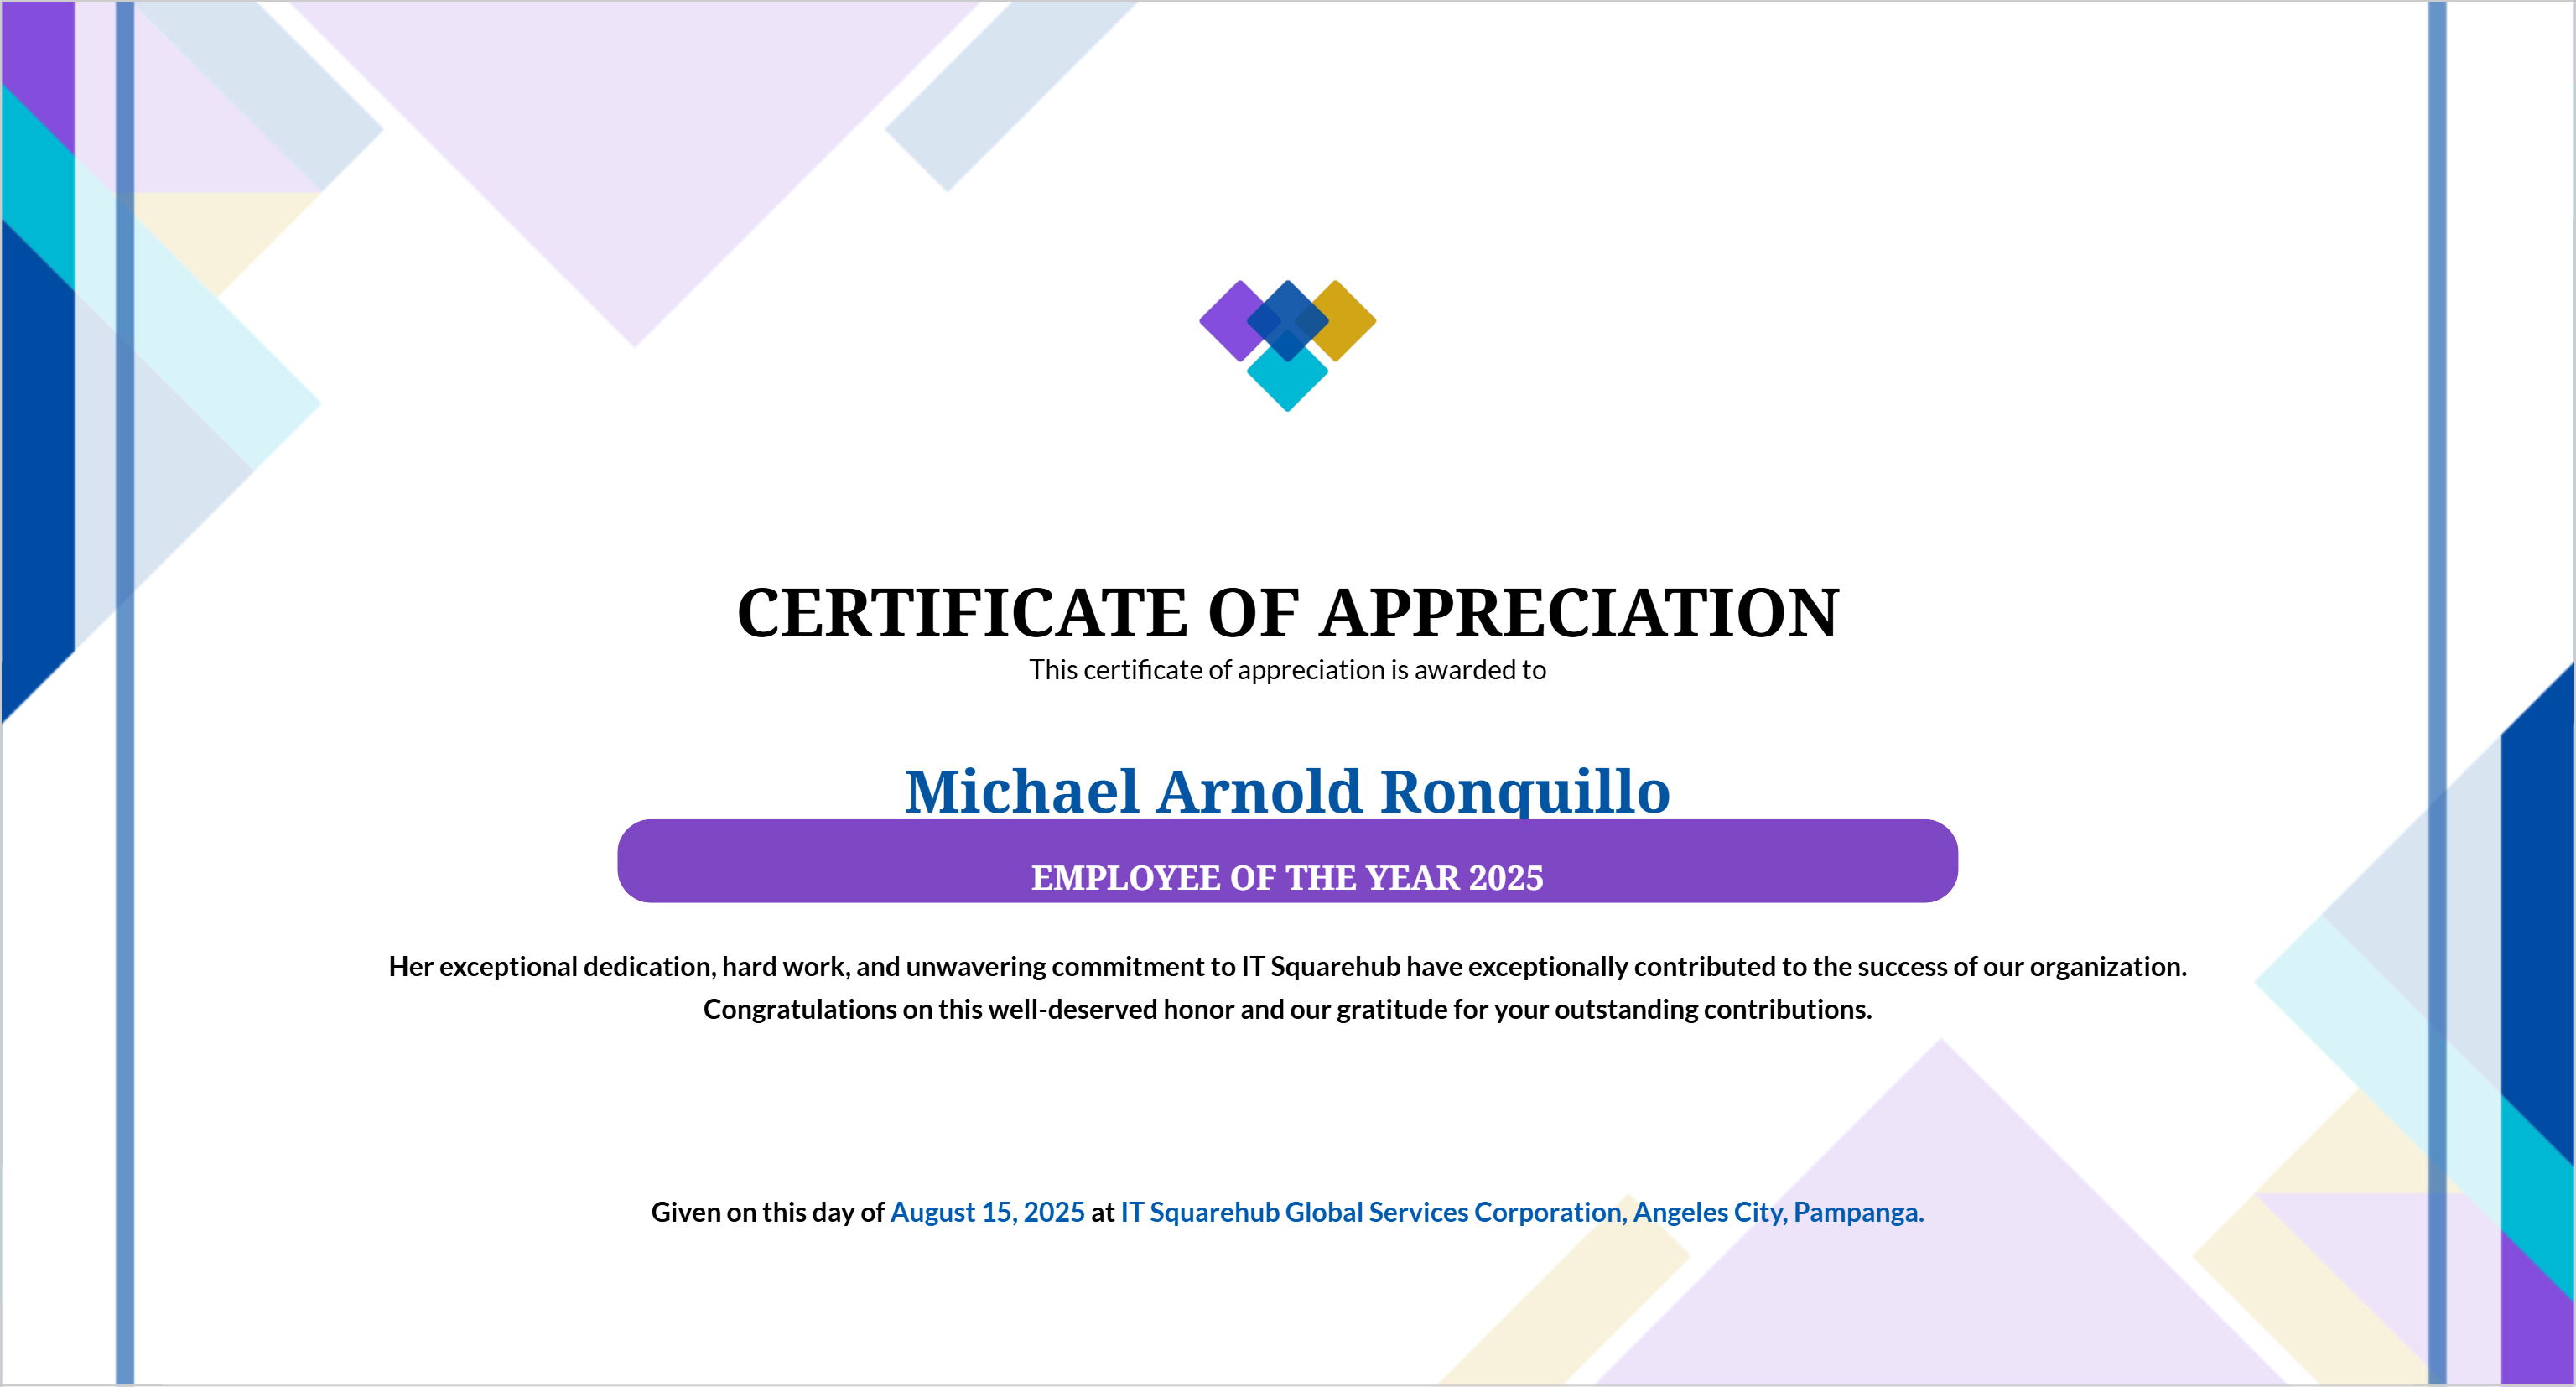 CERTIFICATE OF APPRECIATION
This certificate of appreciation is awarded to
Michael Arnold Ronquillo
EMPLOYEE OF THE YEAR 2025
Her exceptional dedication, hard work, and unwavering commitment to IT Squarehub have exceptionally contributed to the success of our organization.
Congratulations on this well-deserved honor and our gratitude for your outstanding contributions.
Given on this day of August 15, 2025 at IT Squarehub Global Services Corporation, Angeles City, Pampanga.